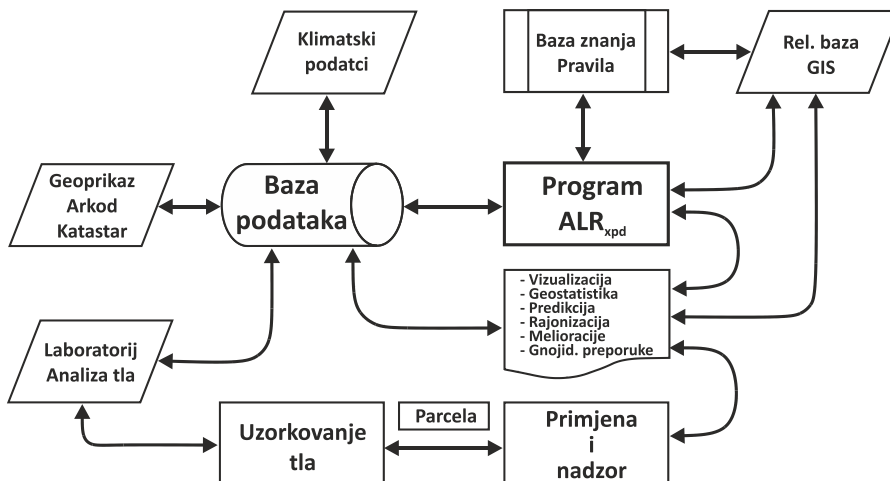 Klimatski
podatci
Baza znanja
Pravila
Rel. baza
GIS
Geoprikaz
Arkod
Katastar
Baza
podataka
Program
ALRxpd
- Vizualizacija
- Geostatistika
- Predikcija
- Rajonizacija
- Melioracije
- Gnojid. preporuke
Laboratorij
Analiza tla
Uzorkovanje
tla
Parcela
Primjena
i
nadzor